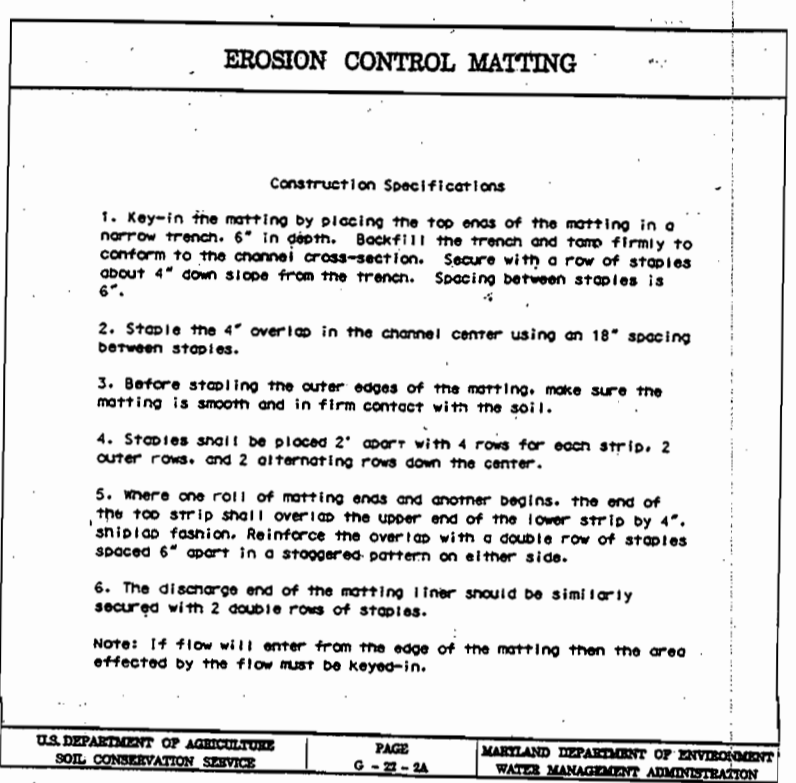 EROSION CONTROL MATTING
Construction Specifications
1. Key-in the matting by placing the top ends of the matting in a
narrow trench. 6" in depth. Backfill the trench and tamp firmly to
conform to the channel cross-section. Secure with a row of staples
about 4" down slope from the trench. Spacing between staples is
6".
2. Staple the 4" overlap in the channel center using an 18" spacing
between staples.
3. Before stapling the outer edges of the matting, make sure the
matting is smooth and in firm contact with the soil.
4. Staples shall be placed 2' apart with 4 rows for each strip, 2
outer rows, and 2 alternating rows down the center.
5. Where one roll of matting ends and another begins, the end of
the top strip shall overlap the upper end of the lower strip by 4",
shiplap fashion. Reinforce the overlap with a double row of staples
spaced 6" apart in a staggered pattern on either side.
6. The discharge end of the matting liner should be similarly
secured with 2 double rows of staples.
Note: If flow will enter from the edge of the matting then the area
effected by the flow must be keyed-in.
U.S. DEPARTMENT OF AGRICULTURE
SOIL CONSERVATION SERVICE
PAGE
G - 22 - 2A
MARYLAND DEPARTMENT OF ENVIRONMENT
WATER MANAGEMENT ADMINISTRATION